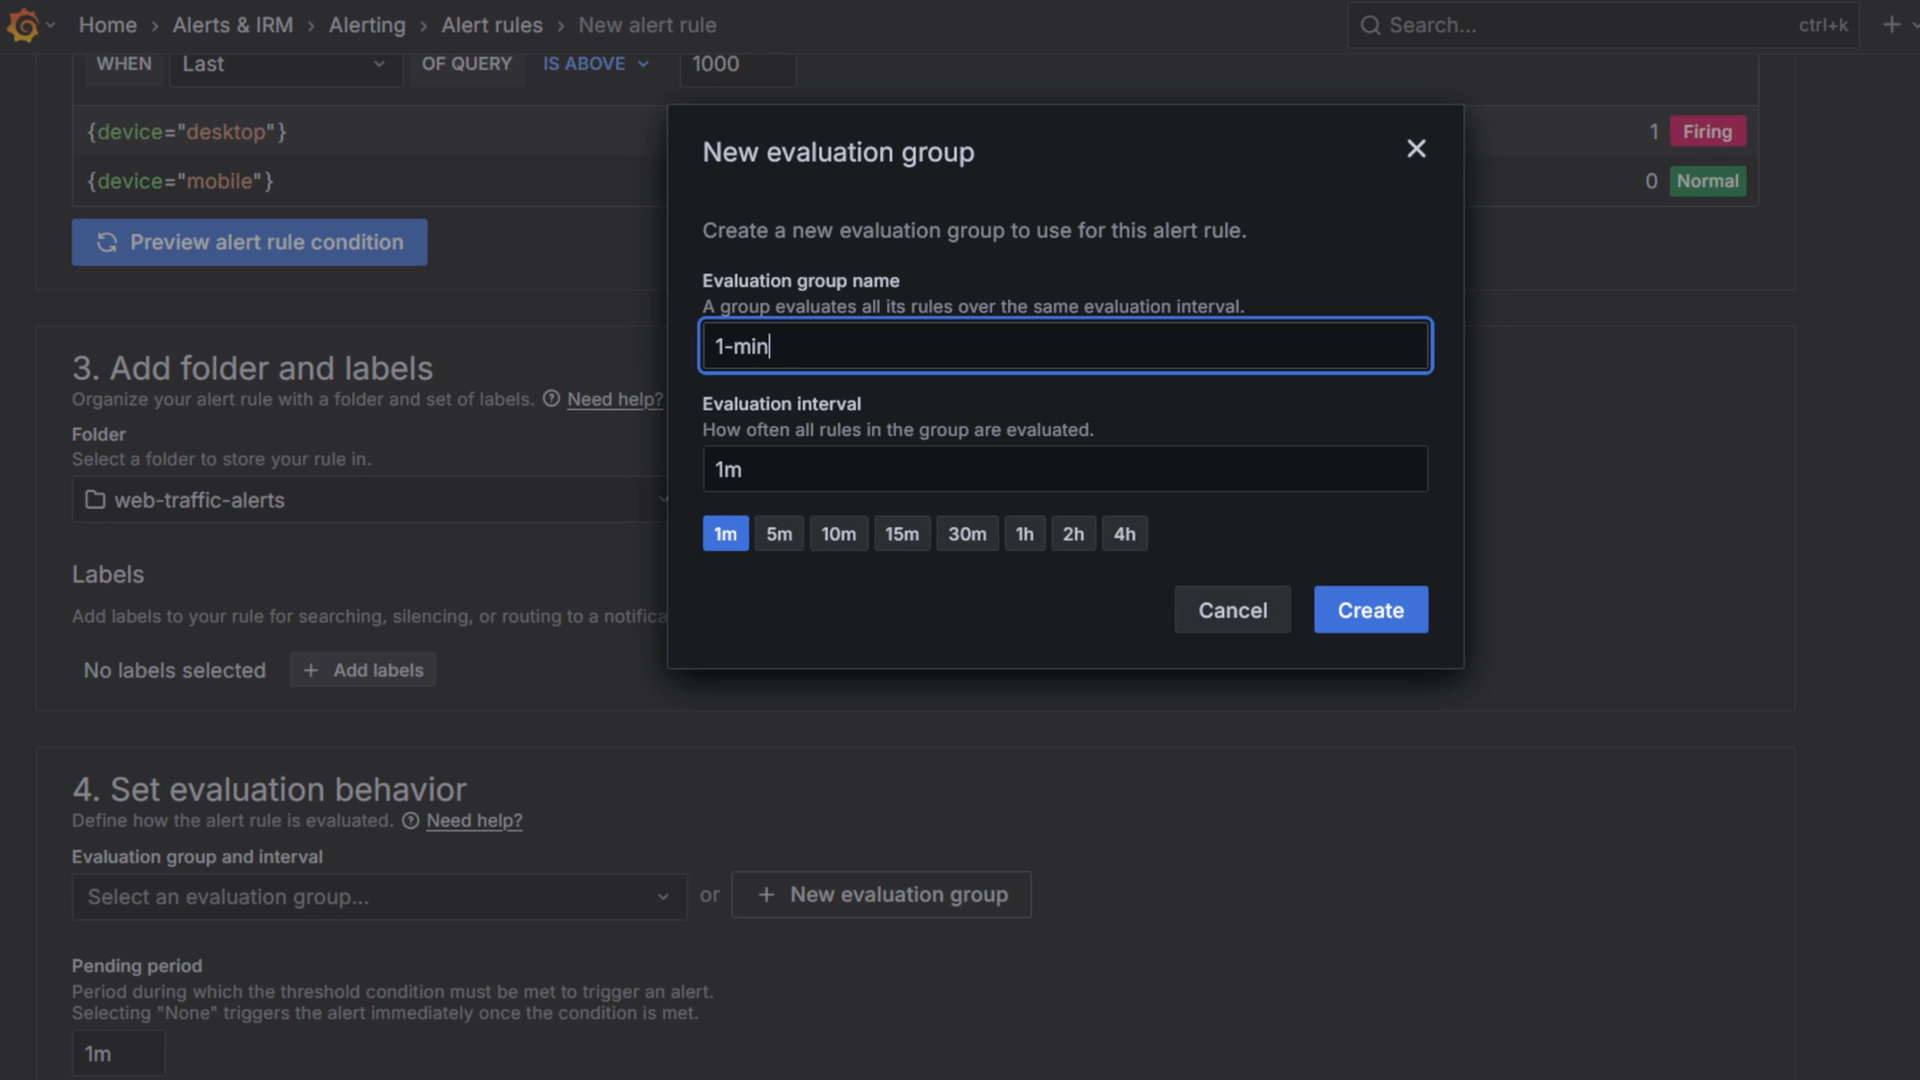 Home > Alerts & IRM > Alerting > Alert rules > New alert rule
Search... ctrl+k
WHEN Last OF QUERY IS ABOVE 1000
{device="desktop"} 1 Firing
{device="mobile"} 0 Normal
Preview alert rule condition
New evaluation group
Create a new evaluation group to use for this alert rule.
Evaluation group name
A group evaluates all its rules over the same evaluation interval.
1-min
Evaluation interval
How often all rules in the group are evaluated.
1m
1m 5m 10m 15m 30m 1h 2h 4h
Cancel Create
3. Add folder and labels
Organize your alert rule with a folder and set of labels. Need help?
Folder
Select a folder to store your rule in.
web-traffic-alerts
Labels
Add labels to your rule for searching, silencing, or routing to a notifica
No labels selected + Add labels
4. Set evaluation behavior
Define how the alert rule is evaluated. Need help?
Evaluation group and interval
Select an evaluation group... or + New evaluation group
Pending period
Period during which the threshold condition must be met to trigger an alert.
Selecting "None" triggers the alert immediately once the condition is met.
1m